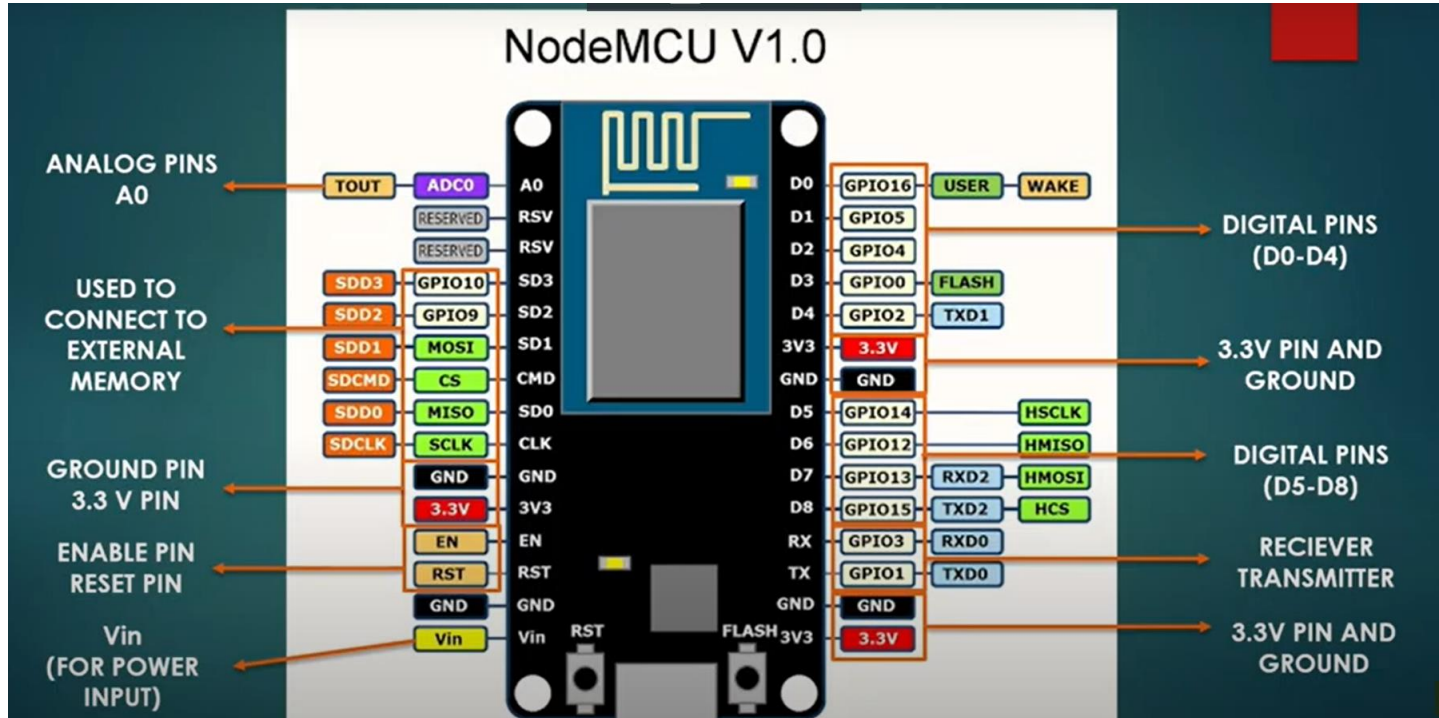 NodeMCU V1.0
ANALOG PINS
A0
USED TO
CONNECT TO
EXTERNAL
MEMORY
GROUND PIN
3.3 V PIN
ENABLE PIN
RESET PIN
Vin
(FOR POWER
INPUT)
TOUT ADC0 A0
RESERVED RSV
RESERVED RSV
SDD3 GPIO10 SD3
SDD2 GPIO9 SD2
SDD1 MOSI SD1
SDCMD CS CMD
SDD0 MISO SD0
SDCLK SCLK CLK
GND GND
3.3V 3V3
EN EN
RST RST
GND GND
Vin Vin
RST
FLASH
D0 GPIO16 USER WAKE
D1 GPIO5
D2 GPIO4
D3 GPIO0 FLASH
D4 GPIO2 TXD1
3V3 3.3V
GND GND
D5 GPIO14 HSCLK
D6 GPIO12 HMISO
D7 GPIO13 RXD2 HMOSI
D8 GPIO15 TXD2 HCS
RX GPIO3 RXD0
TX GPIO1 TXD0
GND GND
3V3 3.3V
DIGITAL PINS
(D0-D4)
3.3V PIN AND
GROUND
DIGITAL PINS
(D5-D8)
RECIEVER
TRANSMITTER
3.3V PIN AND
GROUND